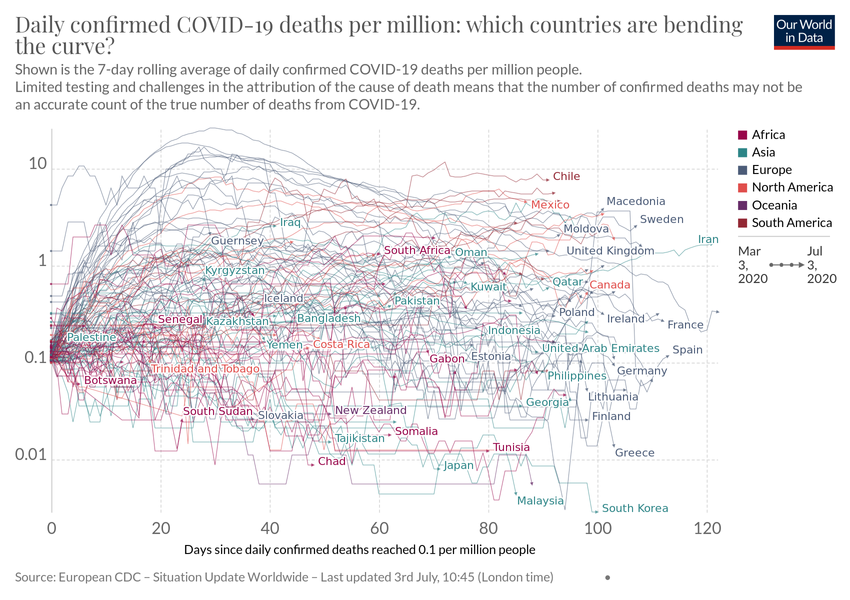 Daily confirmed COVID-19 deaths per million: which countries are bending
the curve?
Our World
in Data
Shown is the 7-day rolling average of daily confirmed COVID-19 deaths per million people.
Limited testing and challenges in the attribution of the cause of death means that the number of confirmed deaths may not be
an accurate count of the true number of deaths from COVID-19.
10
1
0.1
0.01
Chile
Mexico
Macedonia
Sweden
Iraq
Moldova
Guernsey
Iran
South Africa
Oman
United Kingdom
Kyrgyzstan
Kuwait
Qatar
Canada
Iceland
Pakistan
Poland
Ireland
France
Senegal
Kazakhstan
Bangladesh
Indonesia
Palestine
Yemen
Costa Rica
United Arab Emirates
Spain
Gabon
Estonia
Trinidad and Tobago
Germany
Botswana
Philippines
Lithuania
Georgia
South Sudan
Slovakia
New Zealand
Finland
Somalia
Tajikistan
Tunisia
Greece
Chad
Japan
Malaysia
South Korea
Africa
Asia
Europe
North America
Oceania
South America
Mar
3,
2020
Jul
3,
2020
0
20
40
60
80
100
120
Days since daily confirmed deaths reached 0.1 per million people
Source: European CDC – Situation Update Worldwide – Last updated 3rd July, 10:45 (London time)